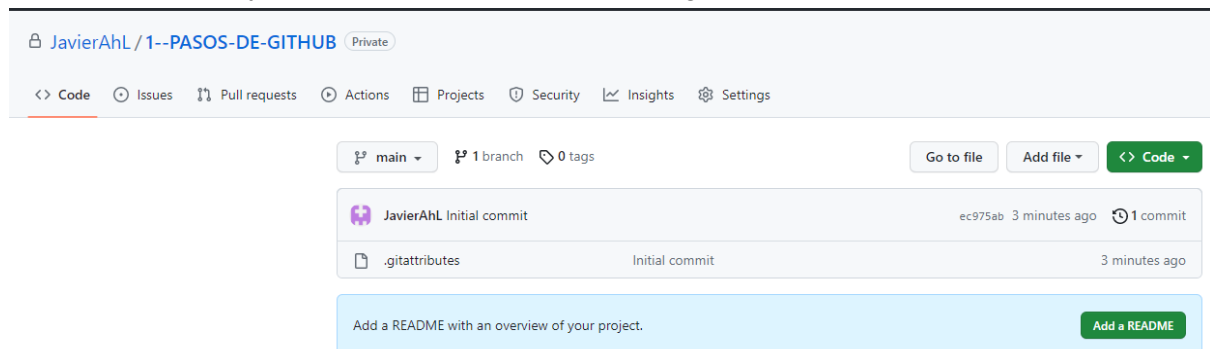 JavierAhL / 1--PASOS-DE-GITHUB Private
<> Code Issues Pull requests Actions Projects Security Insights Settings
main 1 branch 0 tags Go to file Add file <> Code
JavierAhL Initial commit ec975ab 3 minutes ago 1 commit
.gitattributes Initial commit 3 minutes ago
Add a README with an overview of your project. Add a README